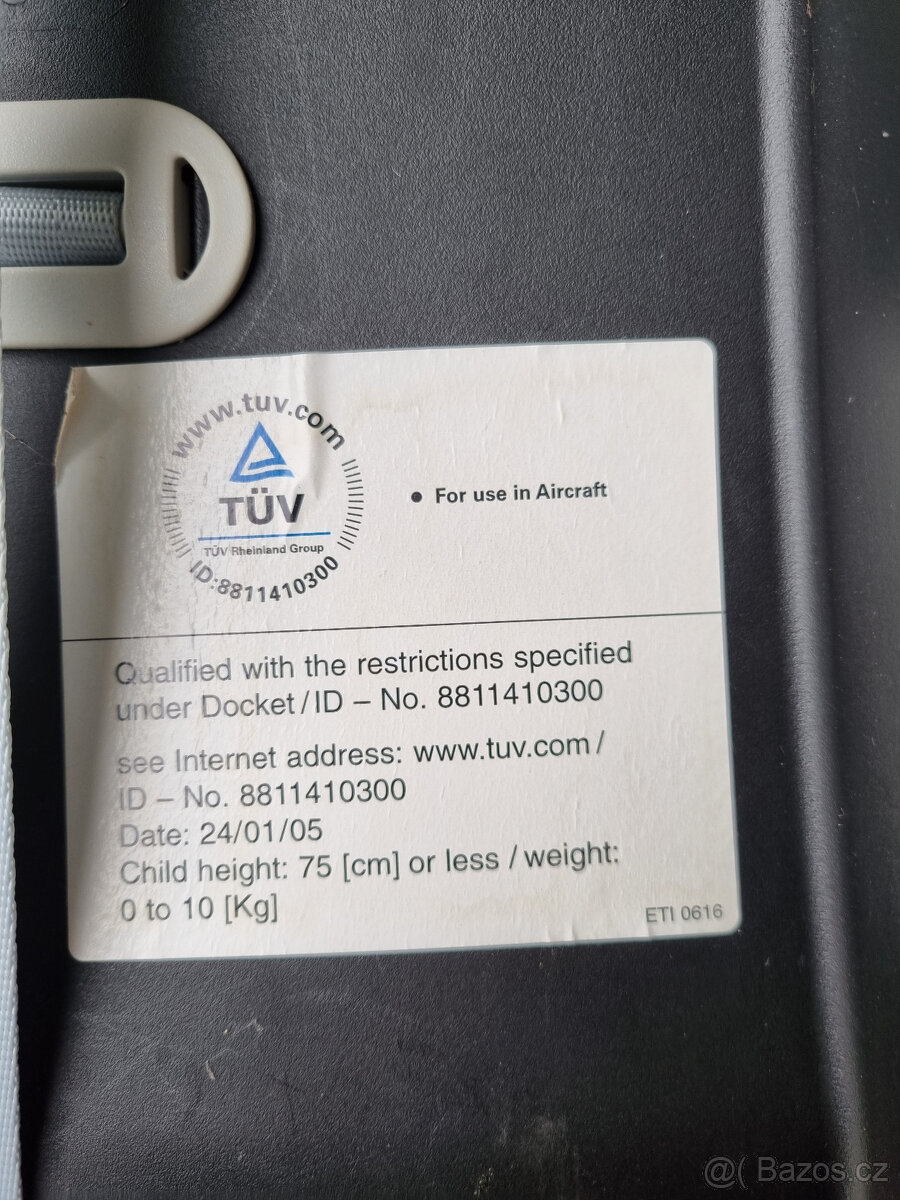 www.tuv.com
TÜV
TÜV Rheinland Group
ID:8811410300
• For use in Aircraft
Qualified with the restrictions specified
under Docket/ID – No. 8811410300
see Internet address: www.tuv.com/
ID – No. 8811410300
Date: 24/01/05
Child height: 75 [cm] or less / weight:
0 to 10 [Kg]
ETI 0616
@( Bazos.cz